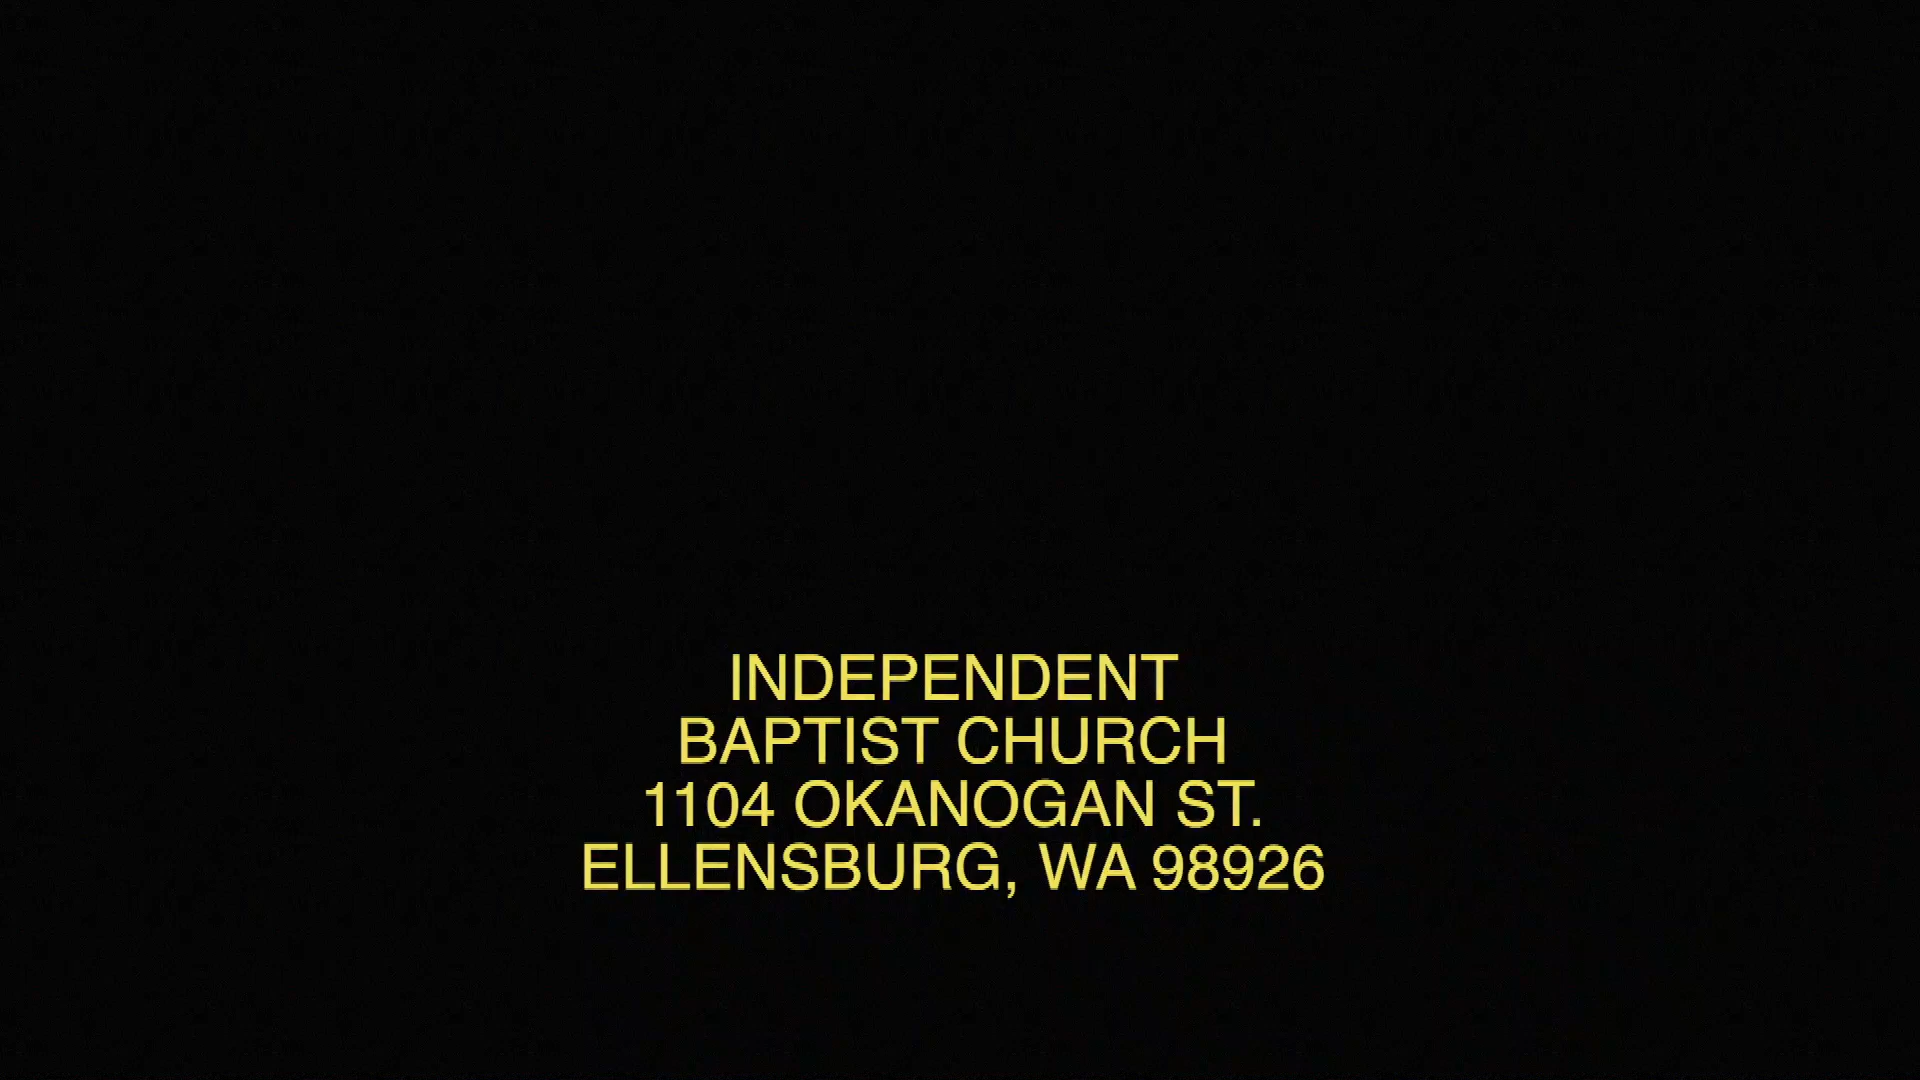 INDEPENDENT
BAPTIST CHURCH
1104 OKANOGAN ST.
ELLENSBURG, WA 98926